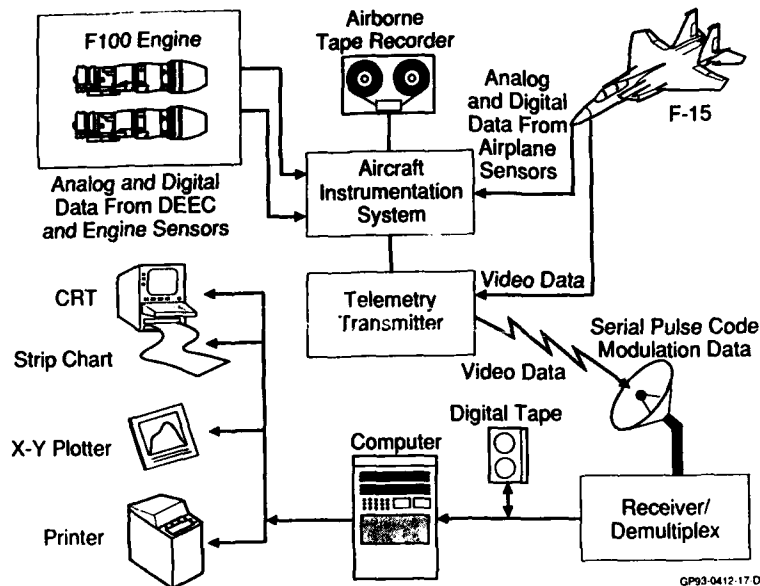 F100 Engine
Airborne
Tape Recorder
Analog
and Digital
Data From
Airplane
Sensors
F-15
Analog and Digital
Data From DEEC
and Engine Sensors
Aircraft
Instrumentation
System
CRT
Telemetry
Transmitter
Video Data
Serial Pulse Code
Modulation Data
Strip Chart
Video Data
Digital Tape
X-Y Plotter
Computer
Printer
Receiver/
Demultiplex
GP93-0412-17-D